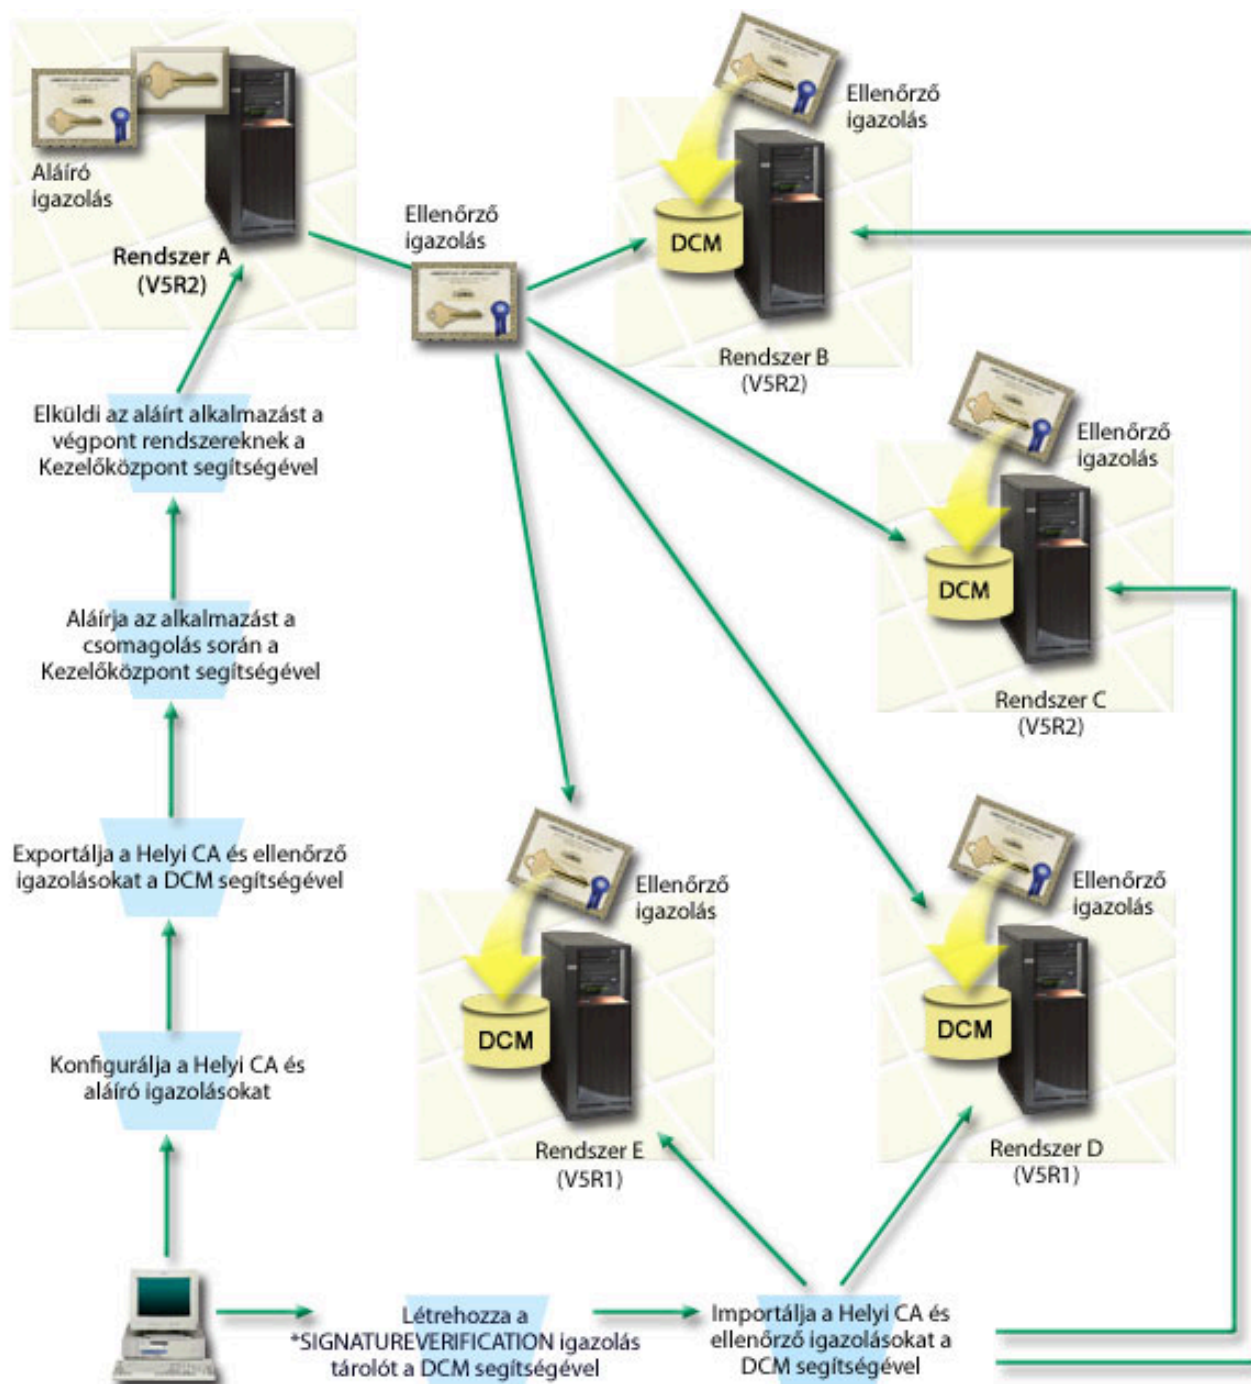 Aláíró
igazolás
Rendszer A
(V5R2)
Ellenőrző
igazolás
Ellenőrző
igazolás
DCM
Rendszer B
(V5R2)
Ellenőrző
igazolás
DCM
Rendszer C
(V5R2)
Elküldi az aláírt alkalmazást a
végpont rendszereknek a
Kezelőközpont segítségével
Aláírja az alkalmazást a
csomagolás során a
Kezelőközpont segítségével
Exportálja a Helyi CA és ellenőrző
igazolásokat a DCM segítségével
Konfigurálja a Helyi CA és
aláíró igazolásokat
Ellenőrző
igazolás
DCM
Rendszer E
(V5R1)
Ellenőrző
igazolás
DCM
Rendszer D
(V5R1)
Létrehozza a
*SIGNATUREVERIFICATION igazolás
tárolót a DCM segítségével
Importálja a Helyi CA és
ellenőrző igazolásokat a
DCM segítségével